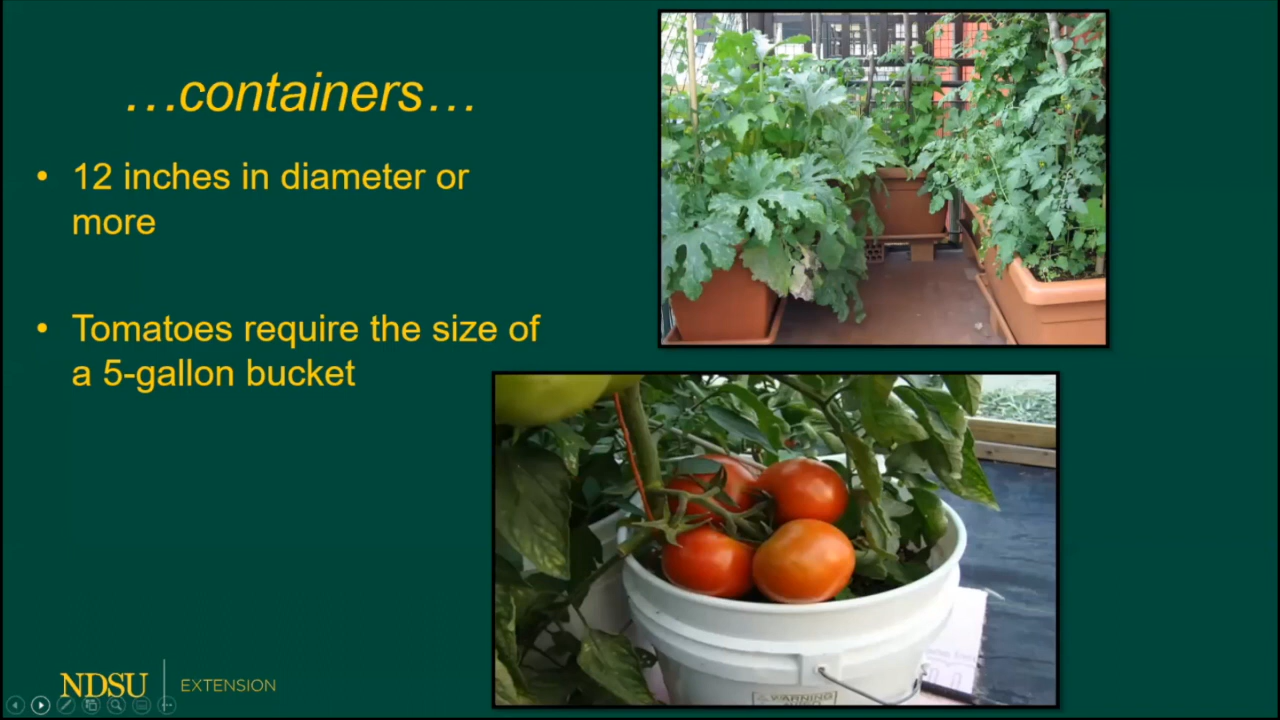 …containers…
• 12 inches in diameter or
more
• Tomatoes require the size of
a 5-gallon bucket
WARNING
NDSU EXTENSION